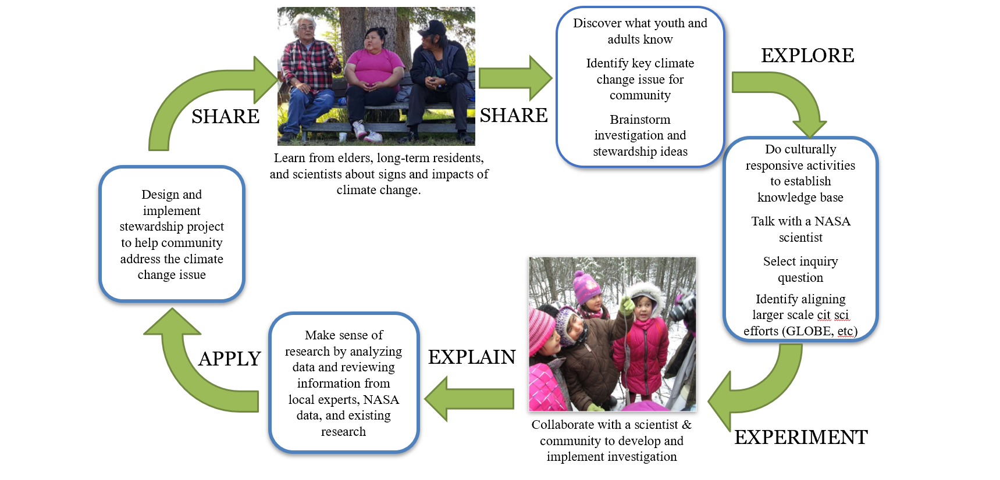 SHARE
Learn from elders, long-term residents,
and scientists about signs and impacts of
climate change.
SHARE
Discover what youth and
adults know
Identify key climate
change issue for
community
Brainstorm
investigation and
stewardship ideas
EXPLORE
Do culturally
responsive activities
to establish
knowledge base
Talk with a NASA
scientist
Select inquiry
question
Identify aligning
larger scale cit sci
efforts (GLOBE, etc)
EXPERIMENT
Collaborate with a scientist &
community to develop and
implement investigation
EXPLAIN
Make sense of
research by analyzing
data and reviewing
information from
local experts, NASA
data, and existing
research
APPLY
Design and
implement
stewardship project
to help community
address the climate
change issue